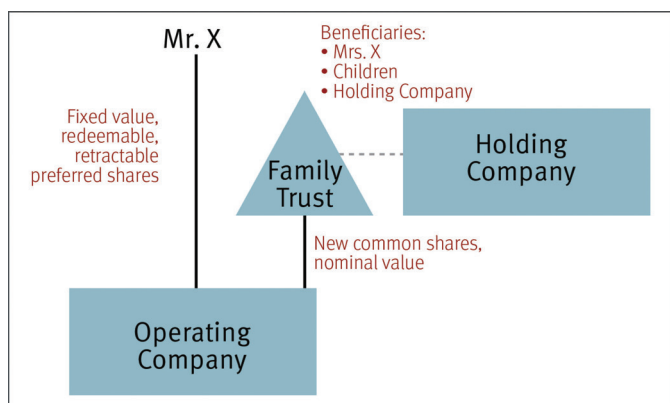 Mr. X
Beneficiaries:
• Mrs. X
• Children
• Holding Company
Fixed value,
redeemable,
retractable
preferred shares
Family
Trust
Holding
Company
New common shares,
nominal value
Operating
Company